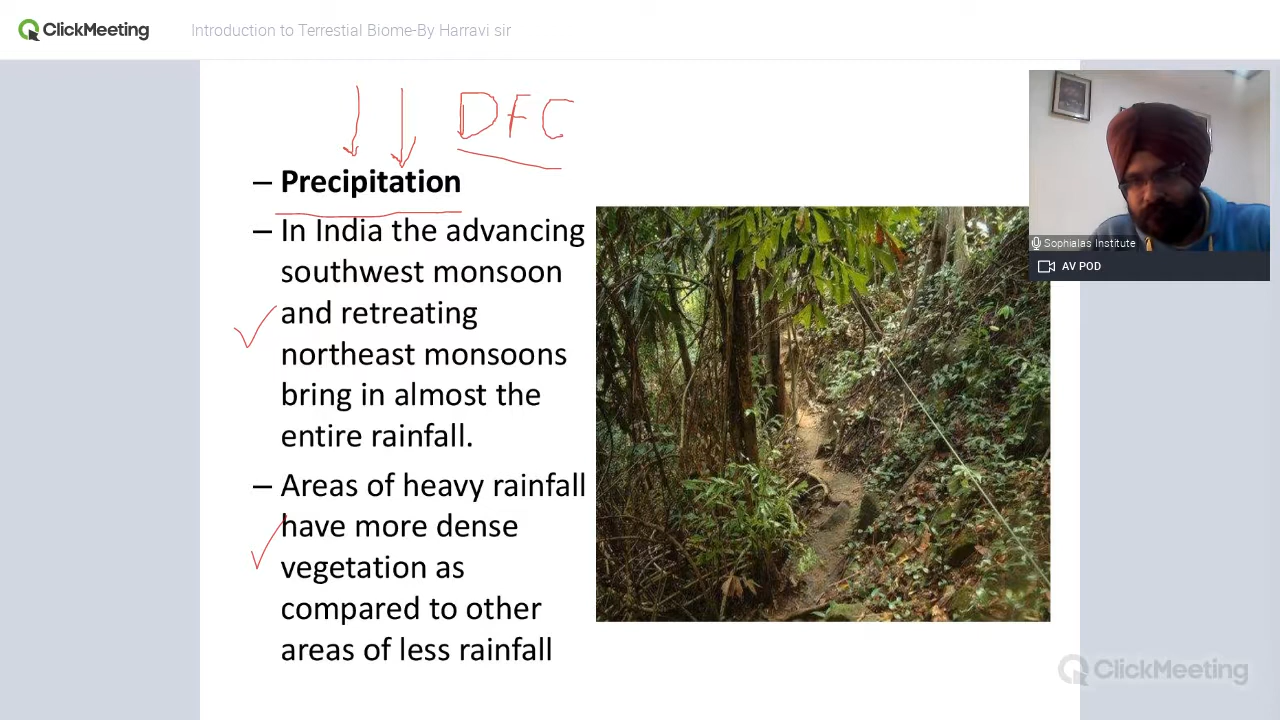 ClickMeeting
Introduction to Terrestial Biome-By Harravi sir
DFC
– Precipitation
– In India the advancing
southwest monsoon
and retreating
northeast monsoons
bring in almost the
entire rainfall.
– Areas of heavy rainfall
have more dense
vegetation as
compared to other
areas of less rainfall
Sophialas Institute
AV POD
ClickMeeting